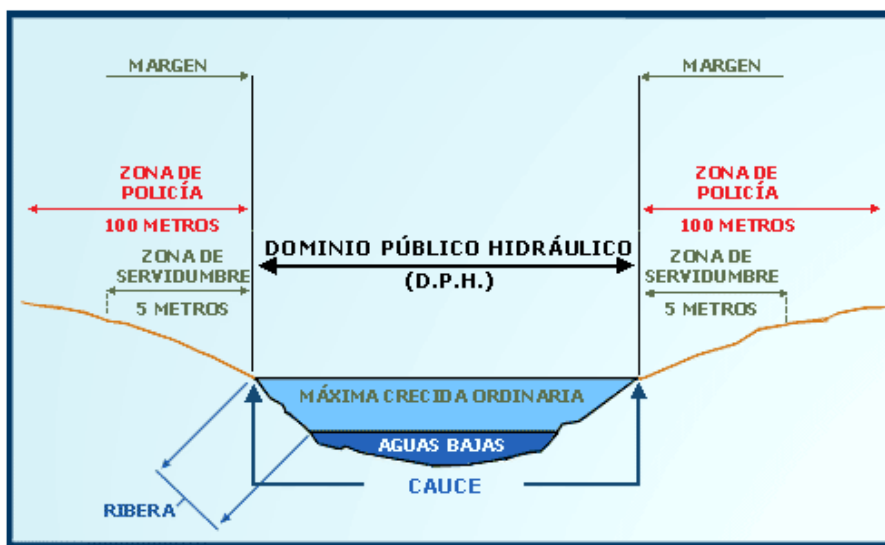 MARGEN
MARGEN
ZONA DE
POLICÍA
100 METROS
ZONA DE
POLICÍA
100 METROS
DOMINIO PÚBLICO HIDRÁULICO
(D.P.H.)
ZONA DE
SERVIDUMBRE
5 METROS
ZONA DE
SERVIDUMBRE
5 METROS
MÁXIMA CRECIDA ORDINARIA
AGUAS BAJAS
CAUCE
RIBERA